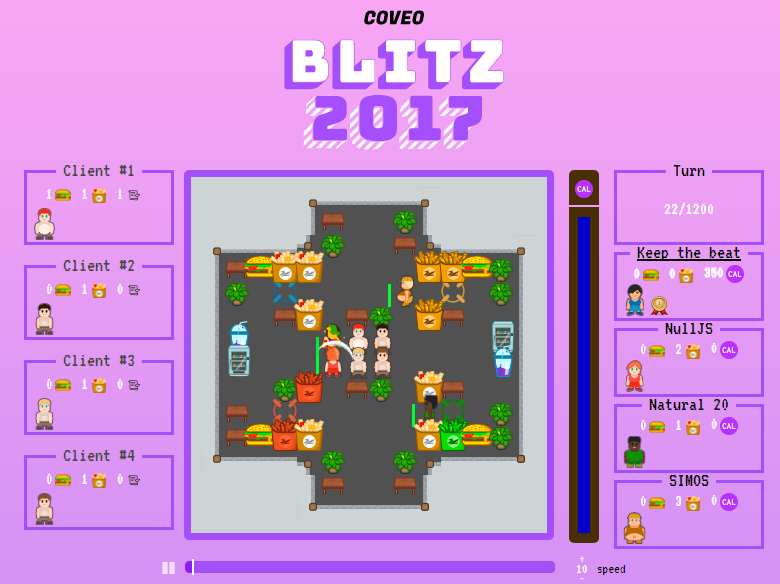 COVEO
BLITZ
2017
Client #1
1 1 1
Client #2
0 1 0
Client #3
0 1 0
Client #4
0 1 0
CAL
Turn
22/1200
Keep the beat
0 0 350 CAL
NullJS
0 2 0 CAL
Natural 20
0 1 0 CAL
SIMOS
0 3 0 CAL
+
10 speed
-